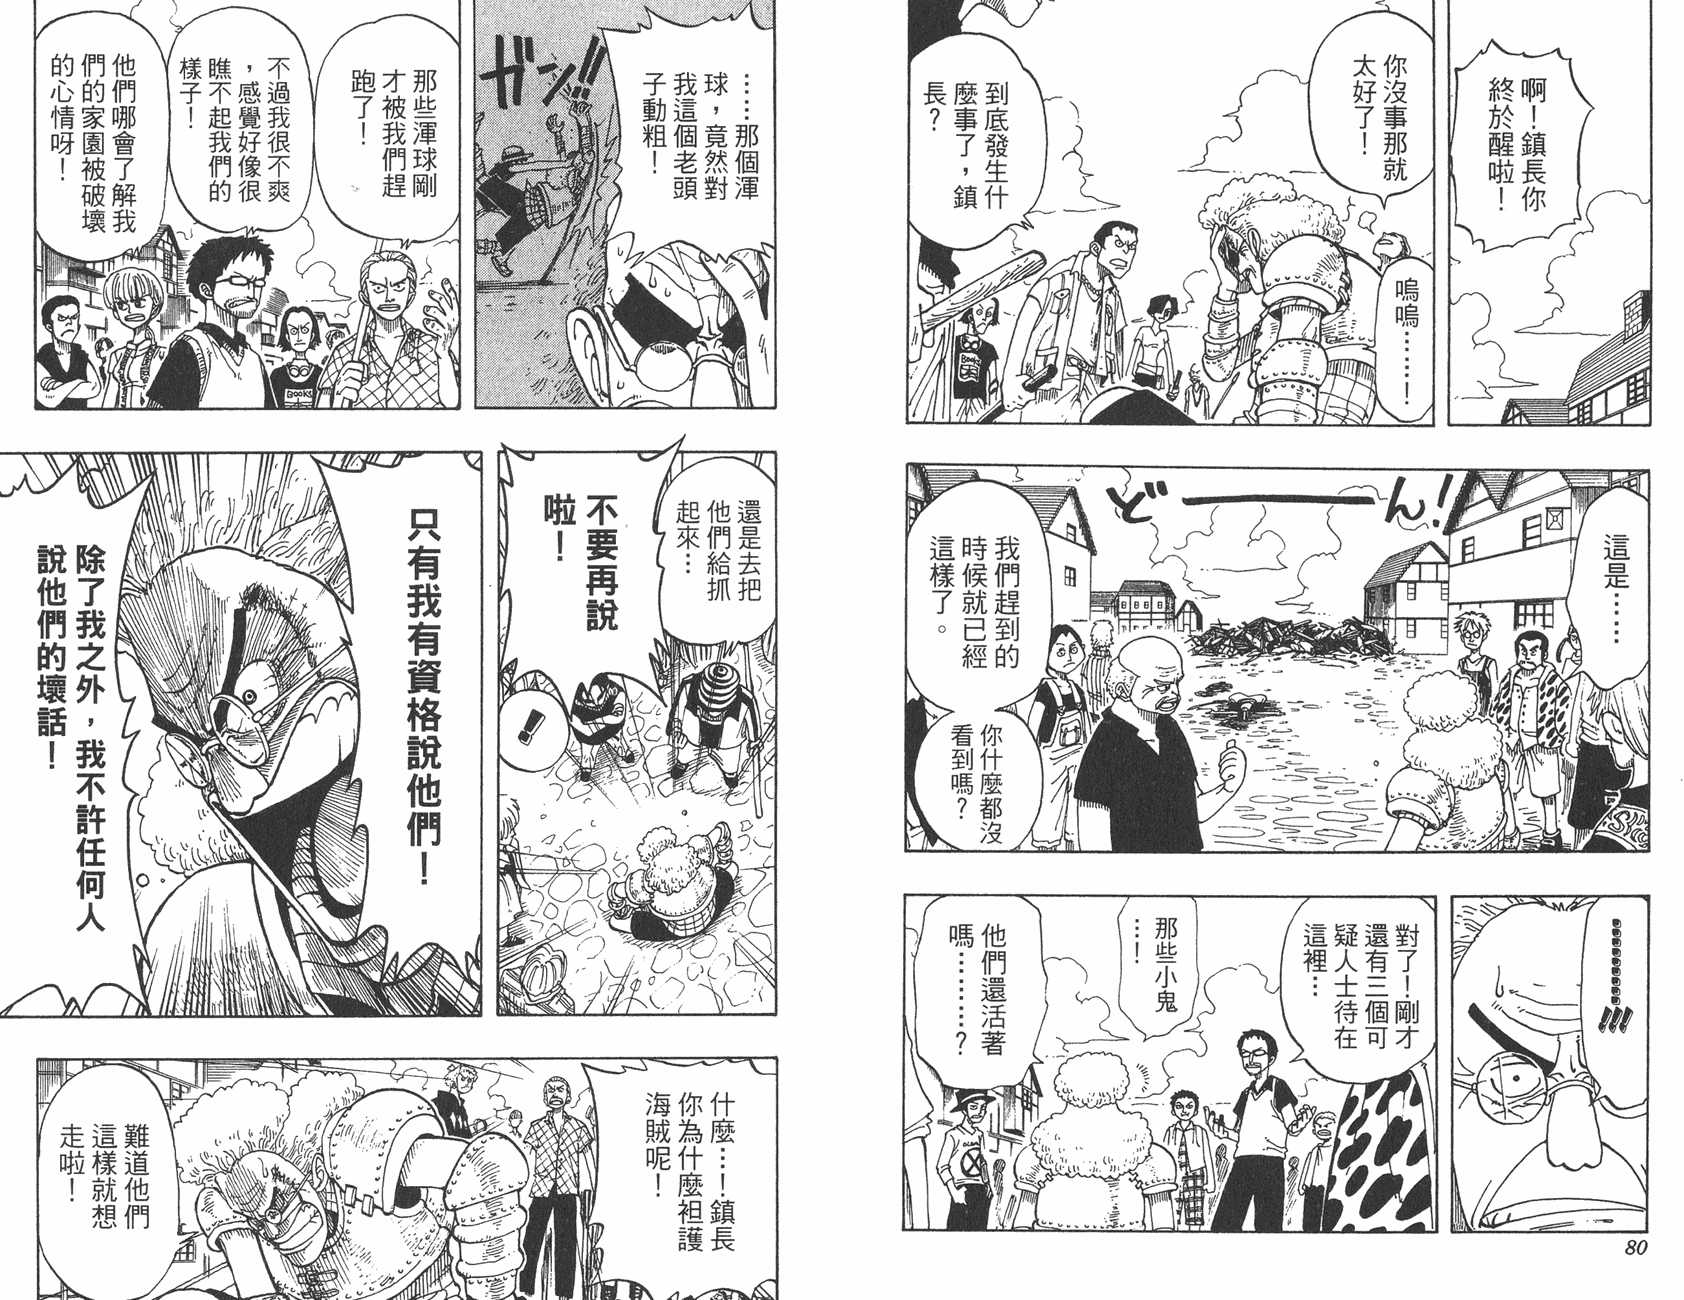 啊！鎮長你
終於醒啦！
你沒事那就
太好了！
嗚嗚……！
到底發生什
麼事了，鎮
長？
BOOKS
ど――ん！
這是……
我們趕到的
時候就已經
這樣了。
你什麼都沒
看到嗎？
…………!!!
對了！剛才
還有三個可
疑人士待在
這裡…
那些小鬼
…！
他們還活著
嗎…………？
80
……那個渾
球，竟然對
我這個老頭
子動粗！
ガン!!
那些渾球剛
才被我們趕
跑了！
不過我很不爽
，感覺好像很
瞧不起我們的
樣子！
他們哪會了解我
們的家園被破壞
的心情呀！
BOOKS
還是去把
他們給抓
起來…
不要再說
啦！
！
只有我有資格說他們！
除了我之外，我不許任何人
說他們的壞話！
什麼…！鎮長
你為什麼袒護
海賊呢！
難道他們
這樣就想
走啦！